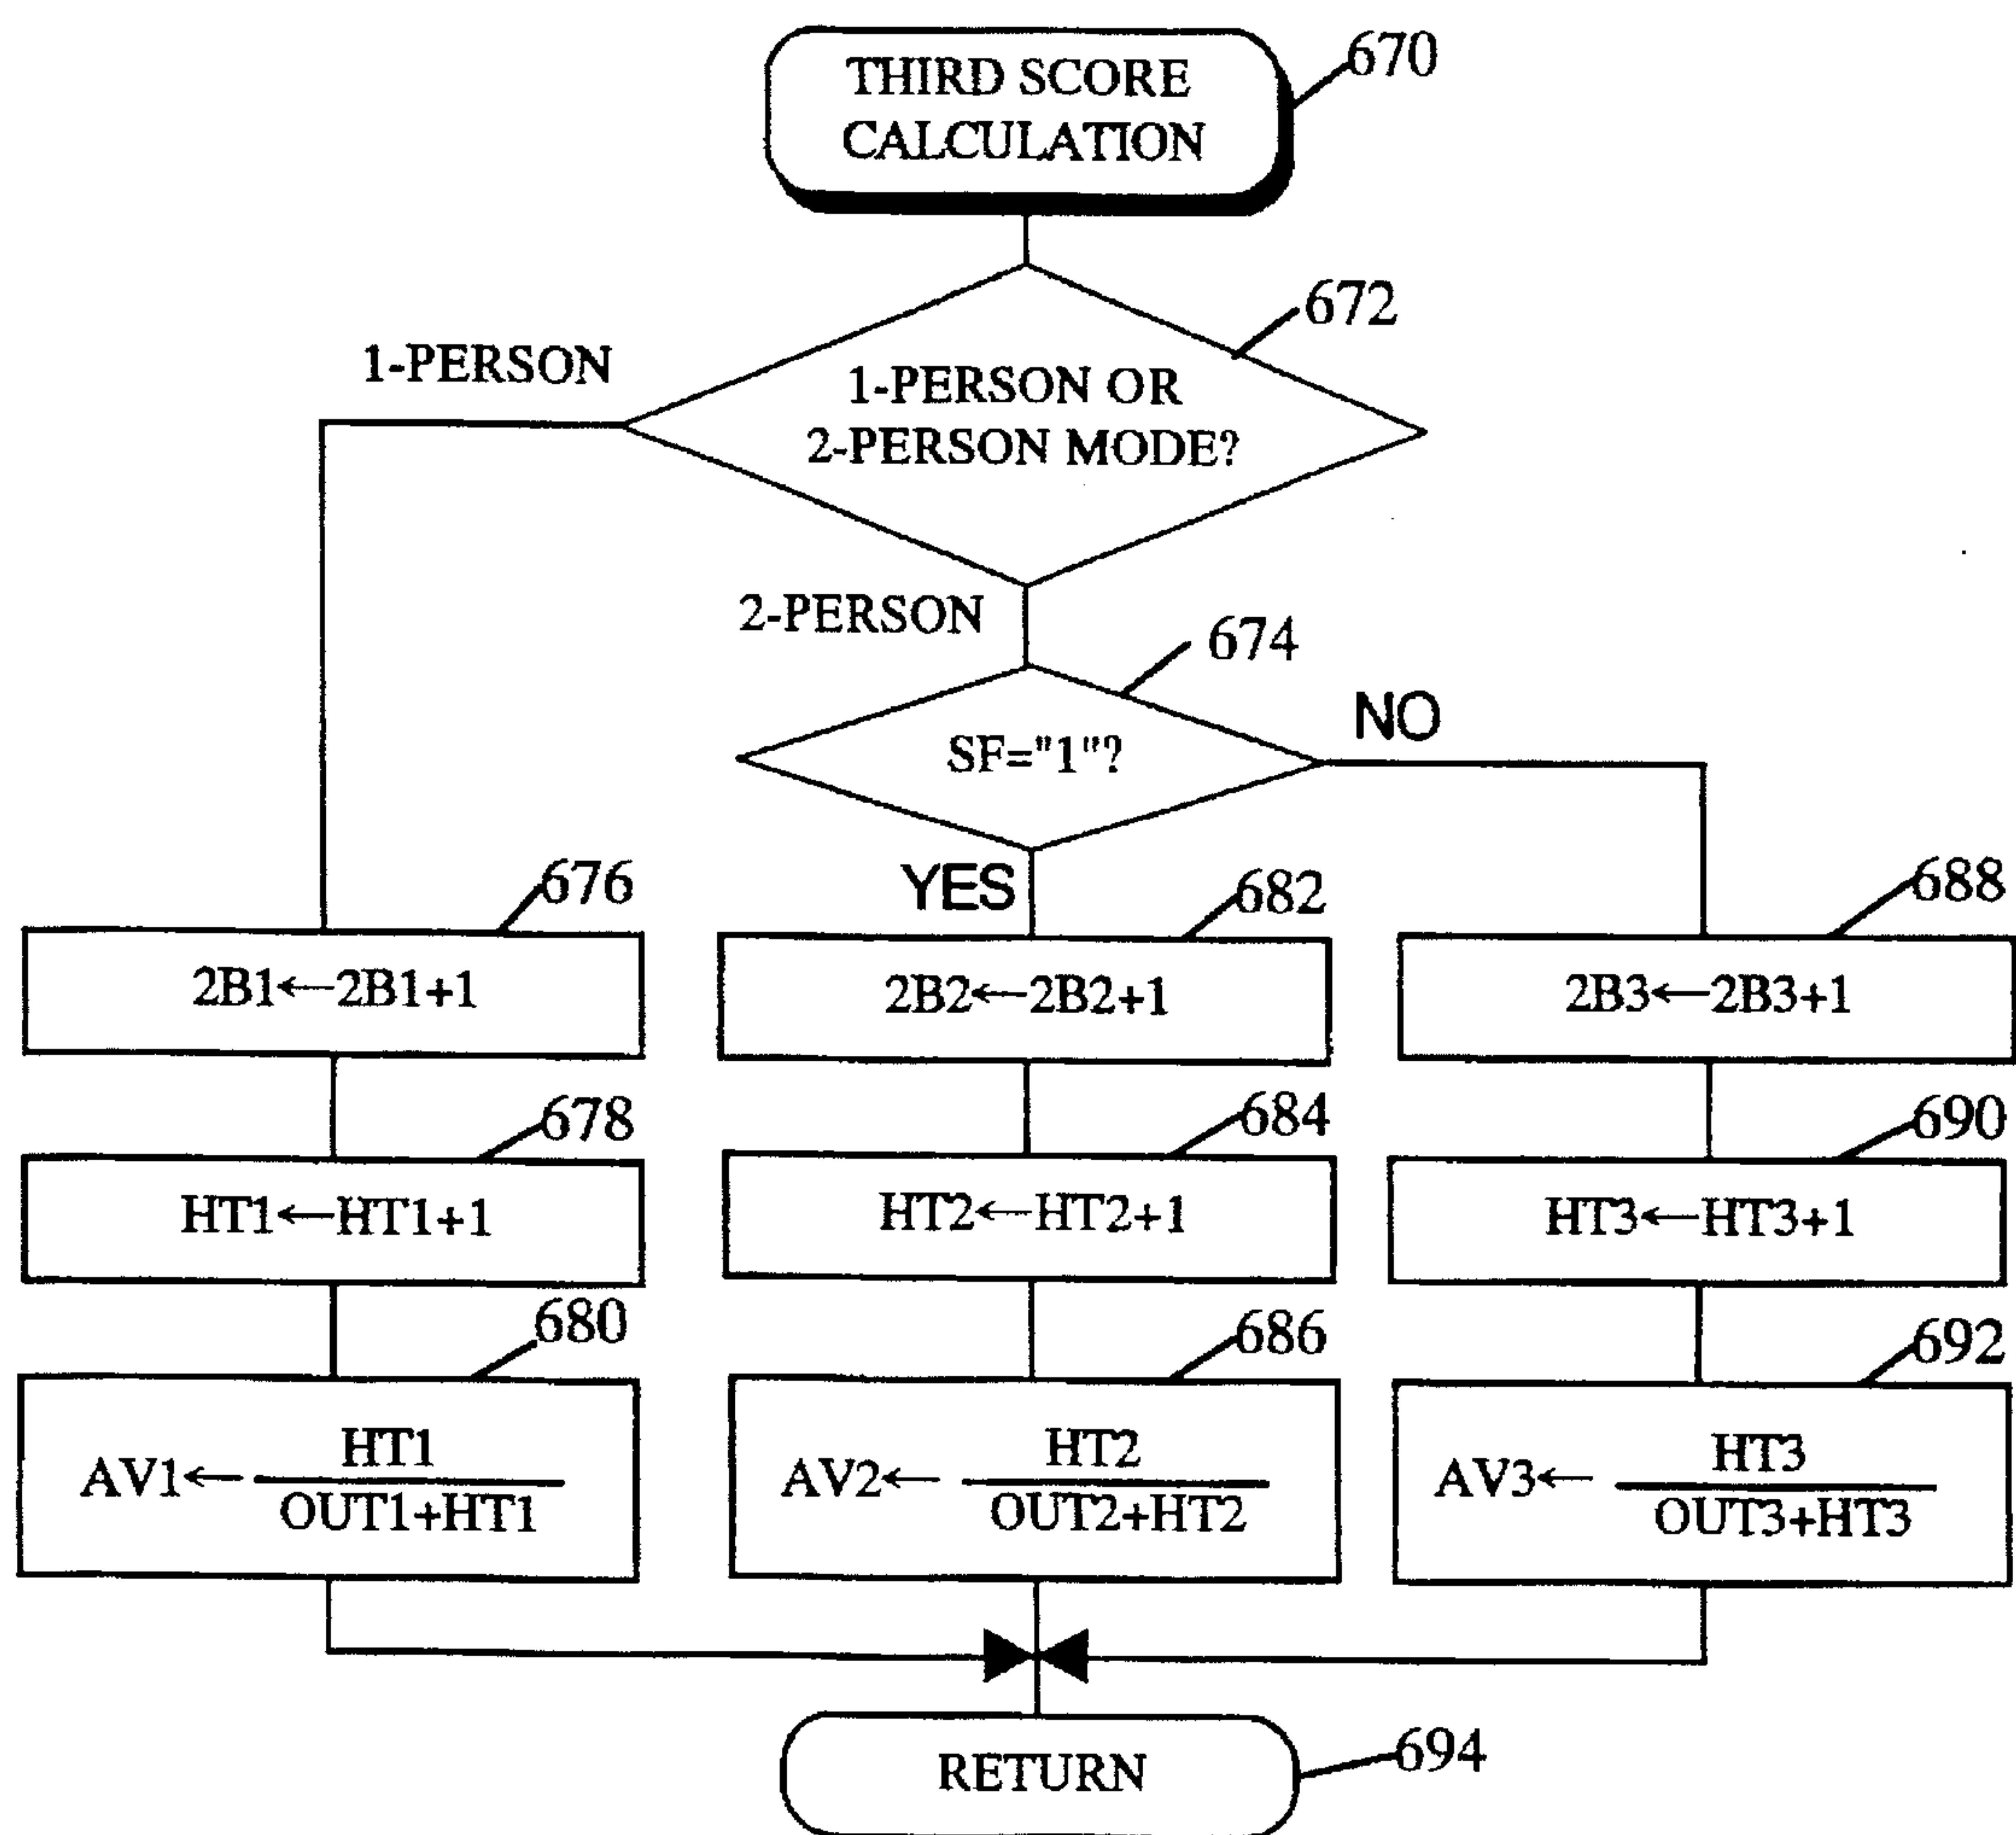 THIRD SCORE
CALCULATION
670
672
1-PERSON
1-PERSON OR
2-PERSON MODE?
2-PERSON
674
SF="1"?
NO
YES
676
682
688
2B1←2B1+1
2B2←2B2+1
2B3←2B3+1
678
684
690
HT1←HT1+1
HT2←HT2+1
HT3←HT3+1
680
686
692
AV1← HT1
OUT1+HT1
AV2← HT2
OUT2+HT2
AV3← HT3
OUT3+HT3
RETURN
694